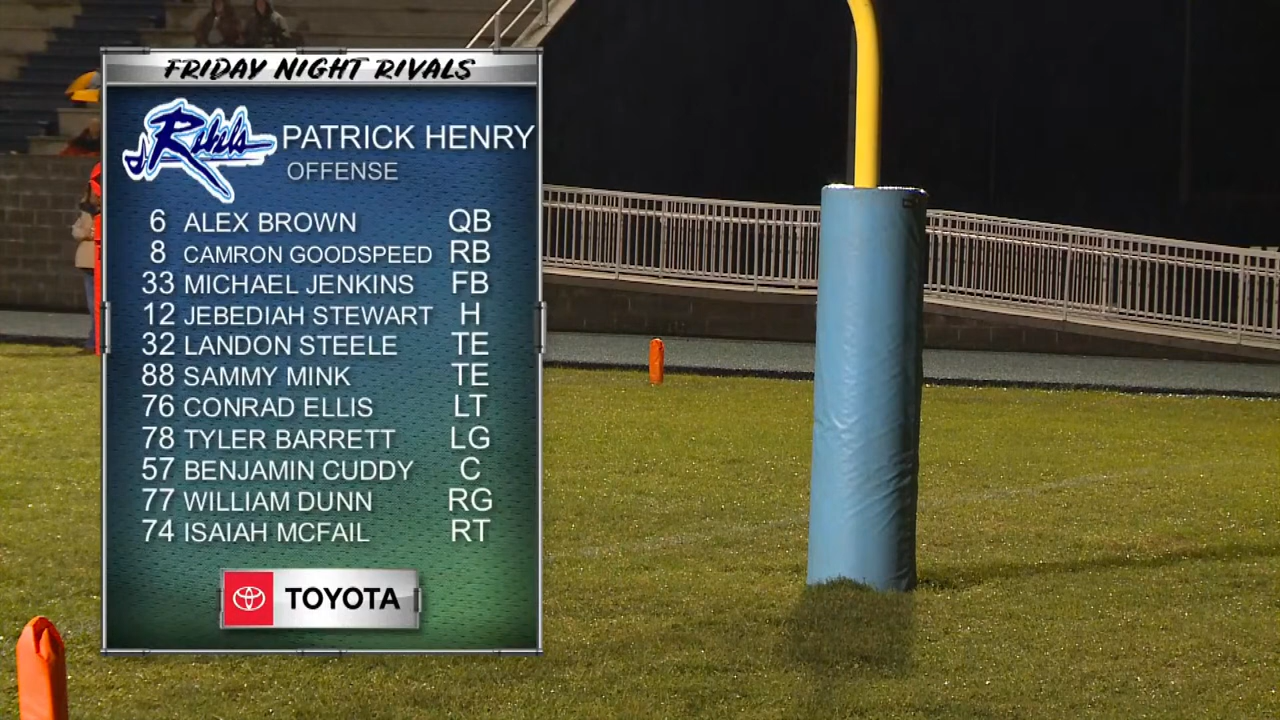 FRIDAY NIGHT RIVALS
Rebels
PATRICK HENRY
OFFENSE
6 ALEX BROWN QB
8 CAMRON GOODSPEED RB
33 MICHAEL JENKINS FB
12 JEBEDIAH STEWART H
32 LANDON STEELE TE
88 SAMMY MINK TE
76 CONRAD ELLIS LT
78 TYLER BARRETT LG
57 BENJAMIN CUDDY C
77 WILLIAM DUNN RG
74 ISAIAH MCFAIL RT
TOYOTA